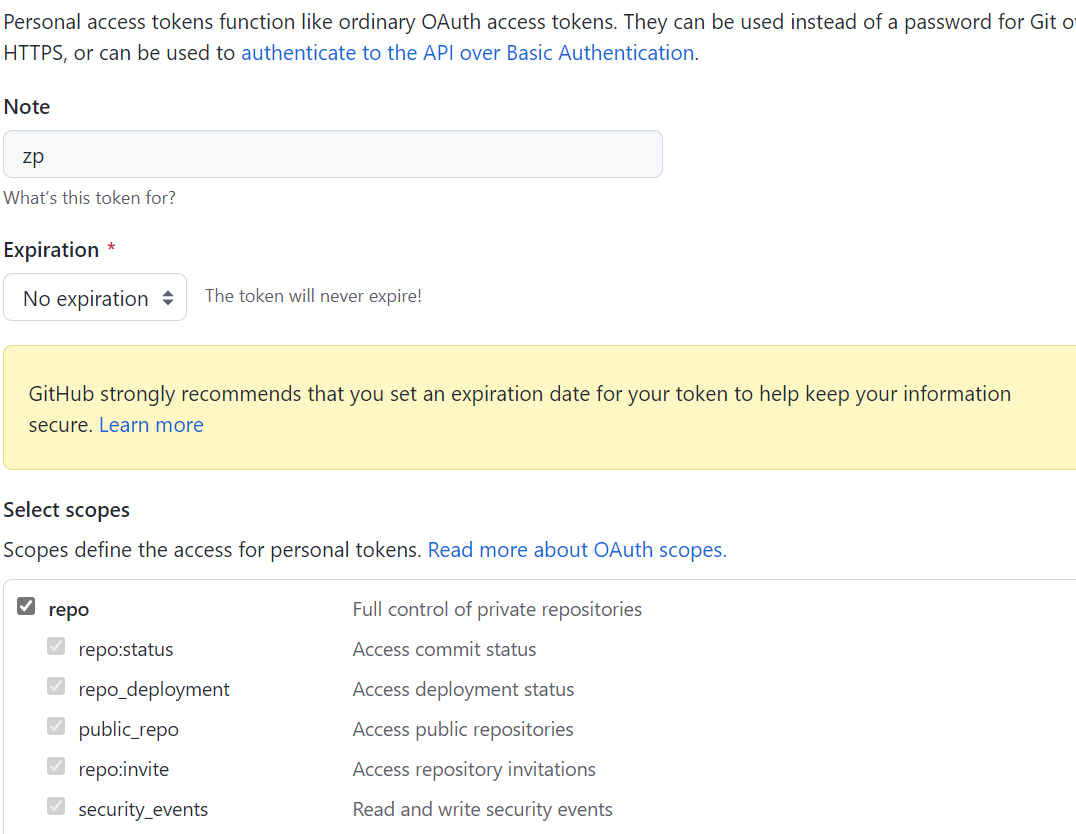 Personal access tokens function like ordinary OAuth access tokens. They can be used instead of a password for Git ov
HTTPS, or can be used to authenticate to the API over Basic Authentication.
Note
zp
What's this token for?
Expiration *
No expiration The token will never expire!
GitHub strongly recommends that you set an expiration date for your token to help keep your information
secure. Learn more
Select scopes
Scopes define the access for personal tokens. Read more about OAuth scopes.
repo Full control of private repositories
repo:status Access commit status
repo_deployment Access deployment status
public_repo Access public repositories
repo:invite Access repository invitations
security_events Read and write security events